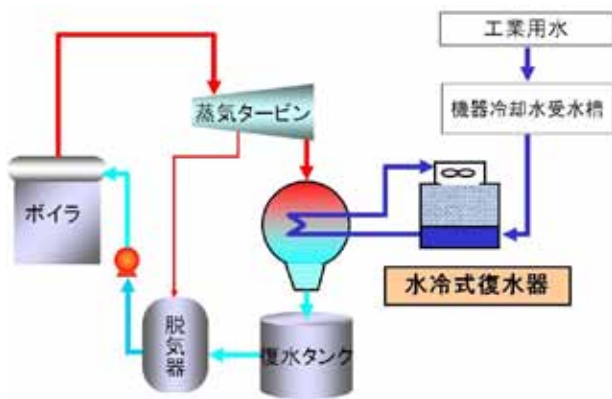 工業用水
蒸気タービン
機器冷却水受水槽
ボイラ
水冷式復水器
脱気器
復水タンク